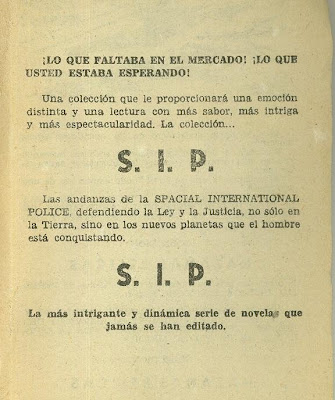 ¡LO QUE FALTABA EN EL MERCADO! ¡LO QUE
USTED ESTABA ESPERANDO!
Una colección que le proporcionará una emoción
distinta y una lectura con más sabor, más intriga
y más espectacularidad. La colección...
S. I. P.
Las andanzas de la SPACIAL INTERNATIONAL
POLICE, defendiendo la Ley y la Justicia, no sólo en
la Tierra, sino en los nuevos planetas que el hombre
está conquistando.
S. I. P.
La más intrigante y dinámica serie de novelas que
jamás se han editado.